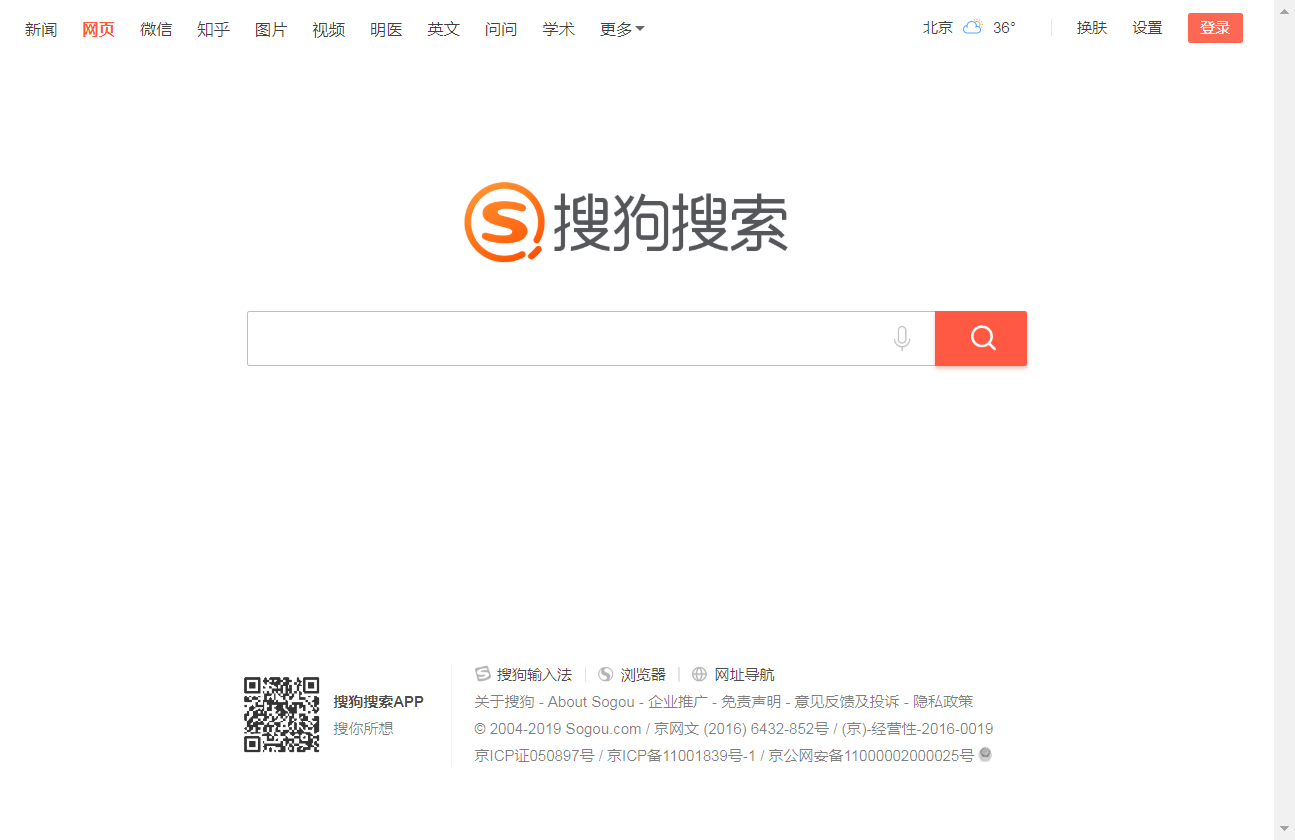 新闻 网页 微信 知乎 图片 视频 明医 英文 问问 学术 更多 北京 36° 换肤 设置 登录
搜狗搜索
搜狗输入法 浏览器 网址导航
搜狗搜索APP
搜你所想
关于搜狗 - About Sogou - 企业推广 - 免责声明 - 意见反馈及投诉 - 隐私政策
© 2004-2019 Sogou.com / 京网文 (2016) 6432-852号 / (京)-经营性-2016-0019
京ICP证050897号 / 京ICP备11001839号-1 / 京公网安备11000002000025号